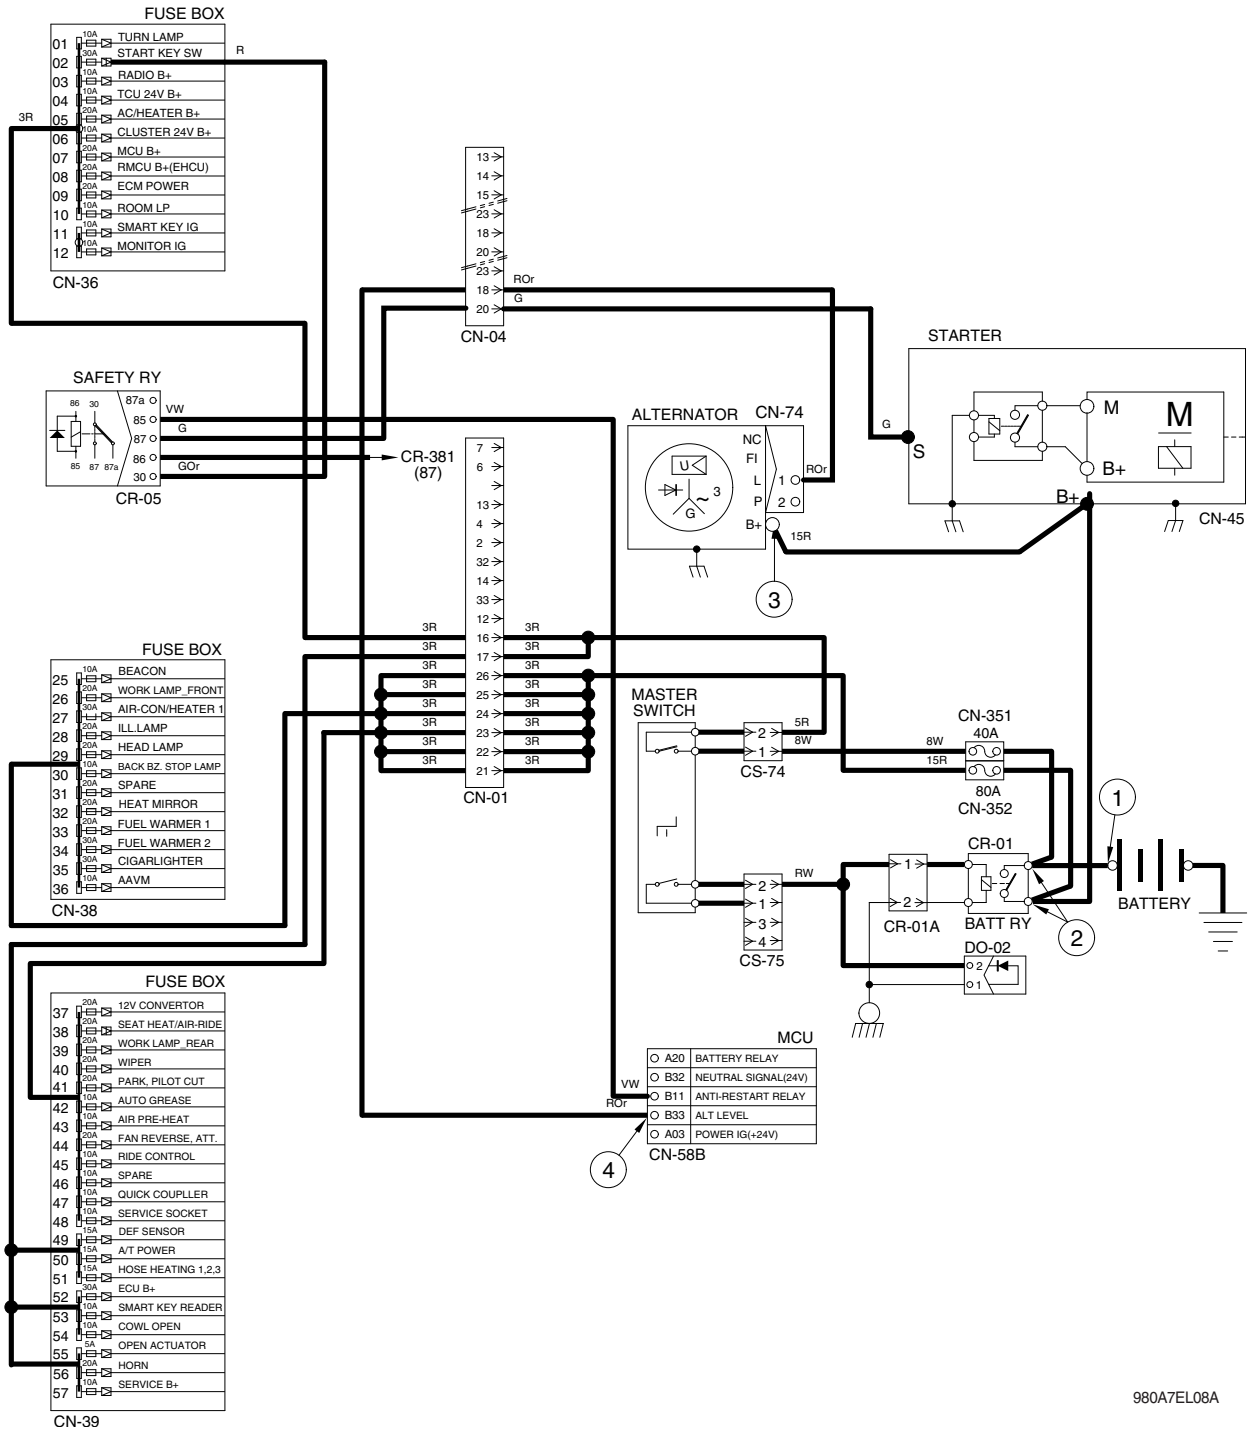 FUSE BOX
01 10A TURN LAMP
02 30A START KEY SW
03 10A RADIO B+
04 10A TCU 24V B+
05 20A AC/HEATER B+
06 10A CLUSTER 24V B+
07 20A MCU B+
08 20A RMCU B+(EHCU)
09 20A ECM POWER
10 10A ROOM LP
11 10A SMART KEY IG
12 10A MONITOR IG
CN-36
R
3R
13
14
15
23
20
18
20
23
18
20
CN-04
ROr
G
SAFETY RY
86 30
85 87 87a
87a
85
87
86
30
CR-05
VW
G
GOr
CR-381
(87)
STARTER
G
S
M
B+
M
B+
CN-45
ALTERNATOR
CN-74
NC
FI
L 1
P 2
B+
U
G
3
ROr
15R
3
7
6
13
4
2
32
14
33
12
3R 16 3R
3R 17 3R
3R 26 3R
3R 25 3R
3R 24 3R
3R 23 3R
3R 22 3R
3R 21 3R
CN-01
FUSE BOX
25 10A BEACON
26 20A WORK LAMP_FRONT
27 30A AIR-CON/HEATER 1
28 20A ILL.LAMP
29 20A HEAD LAMP
30 10A BACK BZ. STOP LAMP
31 20A SPARE
32 20A HEAT MIRROR
33 20A FUEL WARMER 1
34 30A FUEL WARMER 2
35 30A CIGARLIGHTER
36 10A AAVM
CN-38
MASTER
SWITCH
2
1
CS-74
5R
8W
CN-351
40A
8W
15R
80A
CN-352
1
CR-01
BATTERY
BATT RY
2
RW
2
1
3
4
CS-75
1
2
CR-01A
DO-02
2
1
FUSE BOX
37 20A 12V CONVERTOR
38 20A SEAT HEAT/AIR-RIDE
39 20A WORK LAMP_REAR
40 20A WIPER
41 20A PARK, PILOT CUT
42 10A AUTO GREASE
43 10A AIR PRE-HEAT
44 20A FAN REVERSE, ATT.
45 10A RIDE CONTROL
46 10A SPARE
47 10A QUICK COUPLLER
48 10A SERVICE SOCKET
49 15A DEF SENSOR
50 15A A/T POWER
51 15A HOSE HEATING 1,2,3
52 30A ECU B+
53 10A SMART KEY READER
54 10A COWL OPEN
55 5A OPEN ACTUATOR
56 20A HORN
57 10A SERVICE B+
CN-39
MCU
A20 BATTERY RELAY
B32 NEUTRAL SIGNAL(24V)
VW B11 ANTI-RESTART RELAY
ROr B33 ALT LEVEL
A03 POWER IG(+24V)
CN-58B
4
980A7EL08A